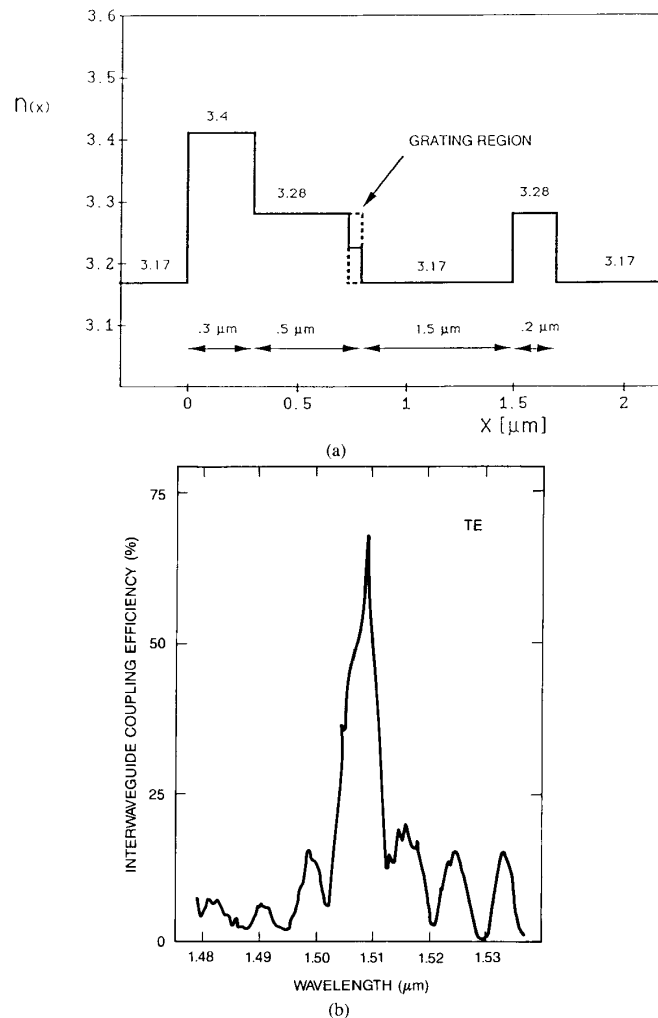 3.6
3.5
n(x)
3.4
3.4
GRATING REGION
3.3
3.28
3.28
3.2
3.17
3.17
3.17
3.1
.3 µm
.5 µm
1.5 µm
.2 µm
0
0.5
1
1.5
2
X [µm]
(a)
75
TE
50
25
0
INTERWAVEGUIDE COUPLING EFFICIENCY (%)
1.48
1.49
1.50
1.51
1.52
1.53
WAVELENGTH (µm)
(b)